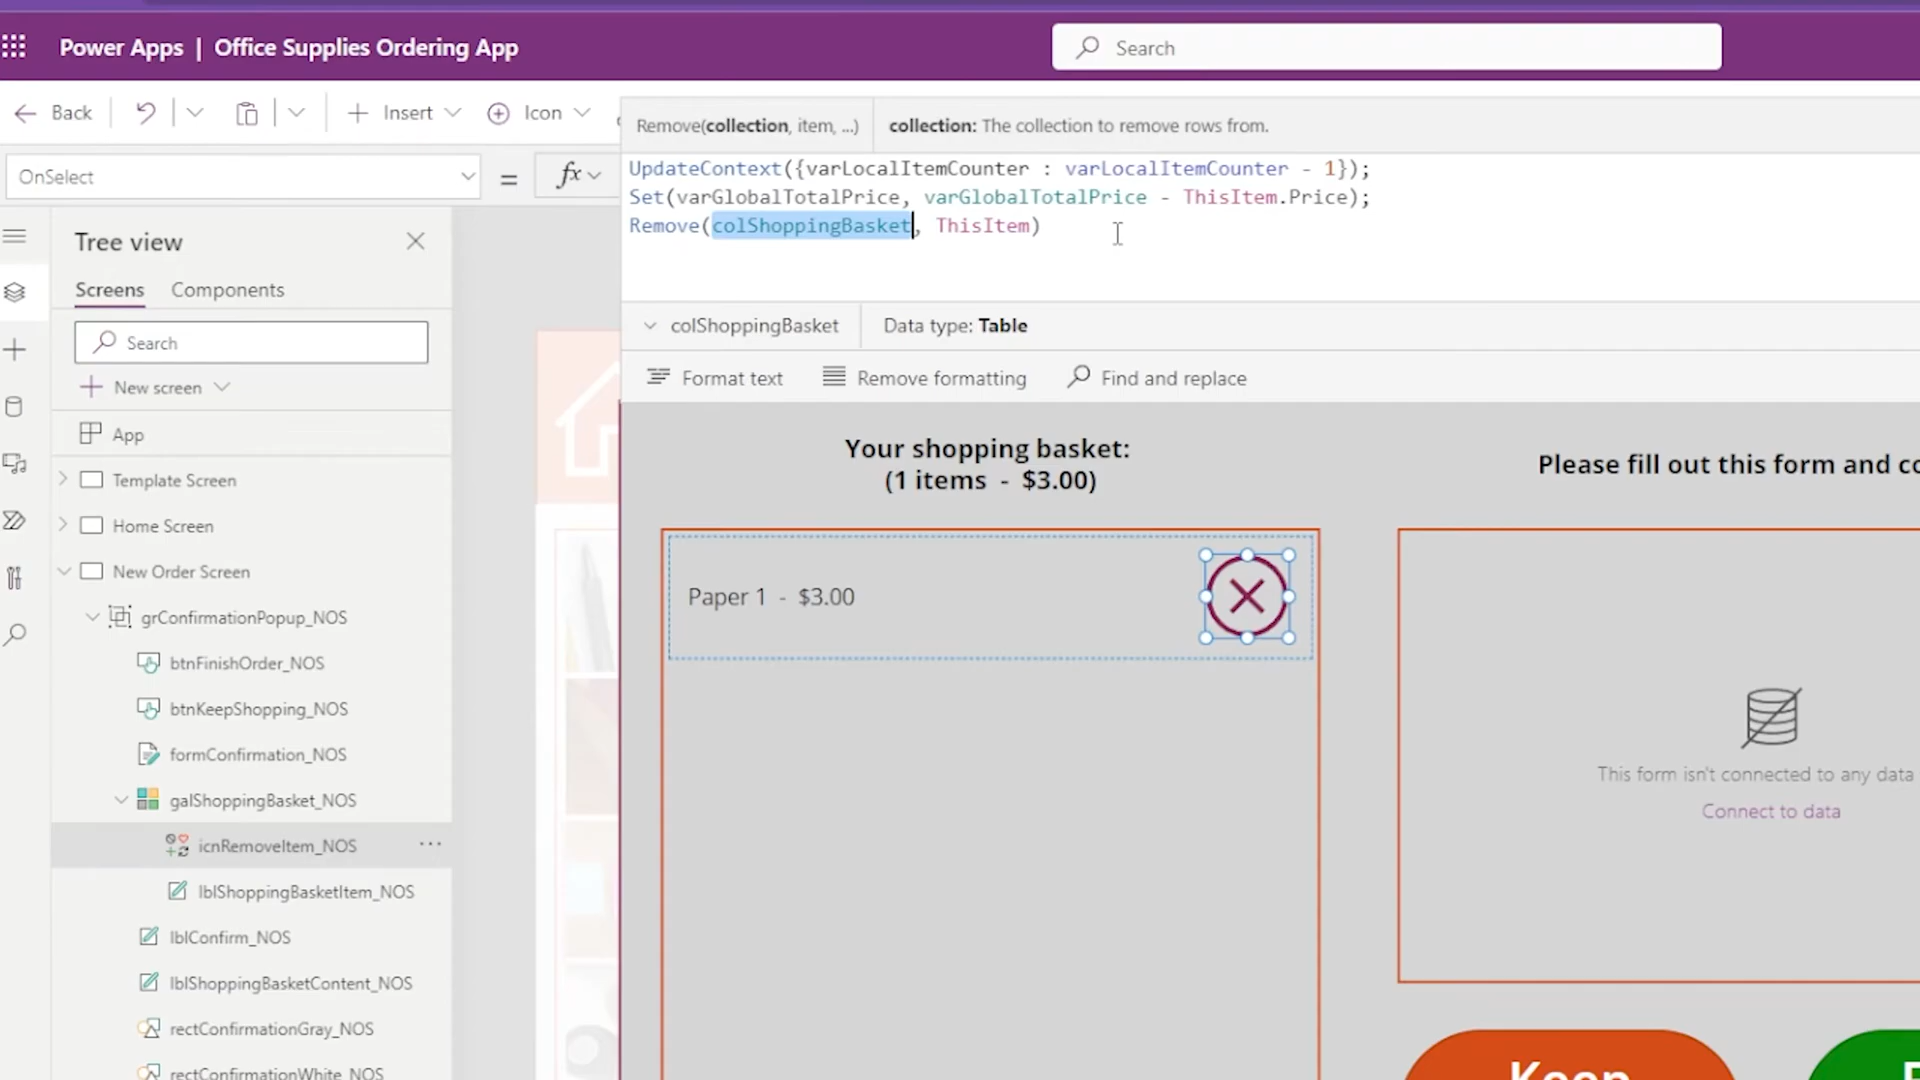 Power Apps | Office Supplies Ordering App
Search
Back
Insert
Icon
Remove(collection, item, ...)
collection: The collection to remove rows from.
OnSelect
=
fx
UpdateContext({varLocalItemCounter : varLocalItemCounter - 1});
Set(varGlobalTotalPrice, varGlobalTotalPrice - ThisItem.Price);
Remove(colShoppingBasket, ThisItem)
colShoppingBasket
Data type: Table
Format text
Remove formatting
Find and replace
Tree view
Screens
Components
Search
New screen
App
Template Screen
Home Screen
New Order Screen
grConfirmationPopup_NOS
btnFinishOrder_NOS
btnKeepShopping_NOS
formConfirmation_NOS
galShoppingBasket_NOS
icnRemoveItem_NOS
lblShoppingBasketItem_NOS
lblConfirm_NOS
lblShoppingBasketContent_NOS
rectConfirmationGray_NOS
rectConfirmationWhite_NOS
Your shopping basket:
(1 items - $3.00)
Paper 1 - $3.00
Please fill out this form and co
This form isn't connected to any data
Connect to data
Keep